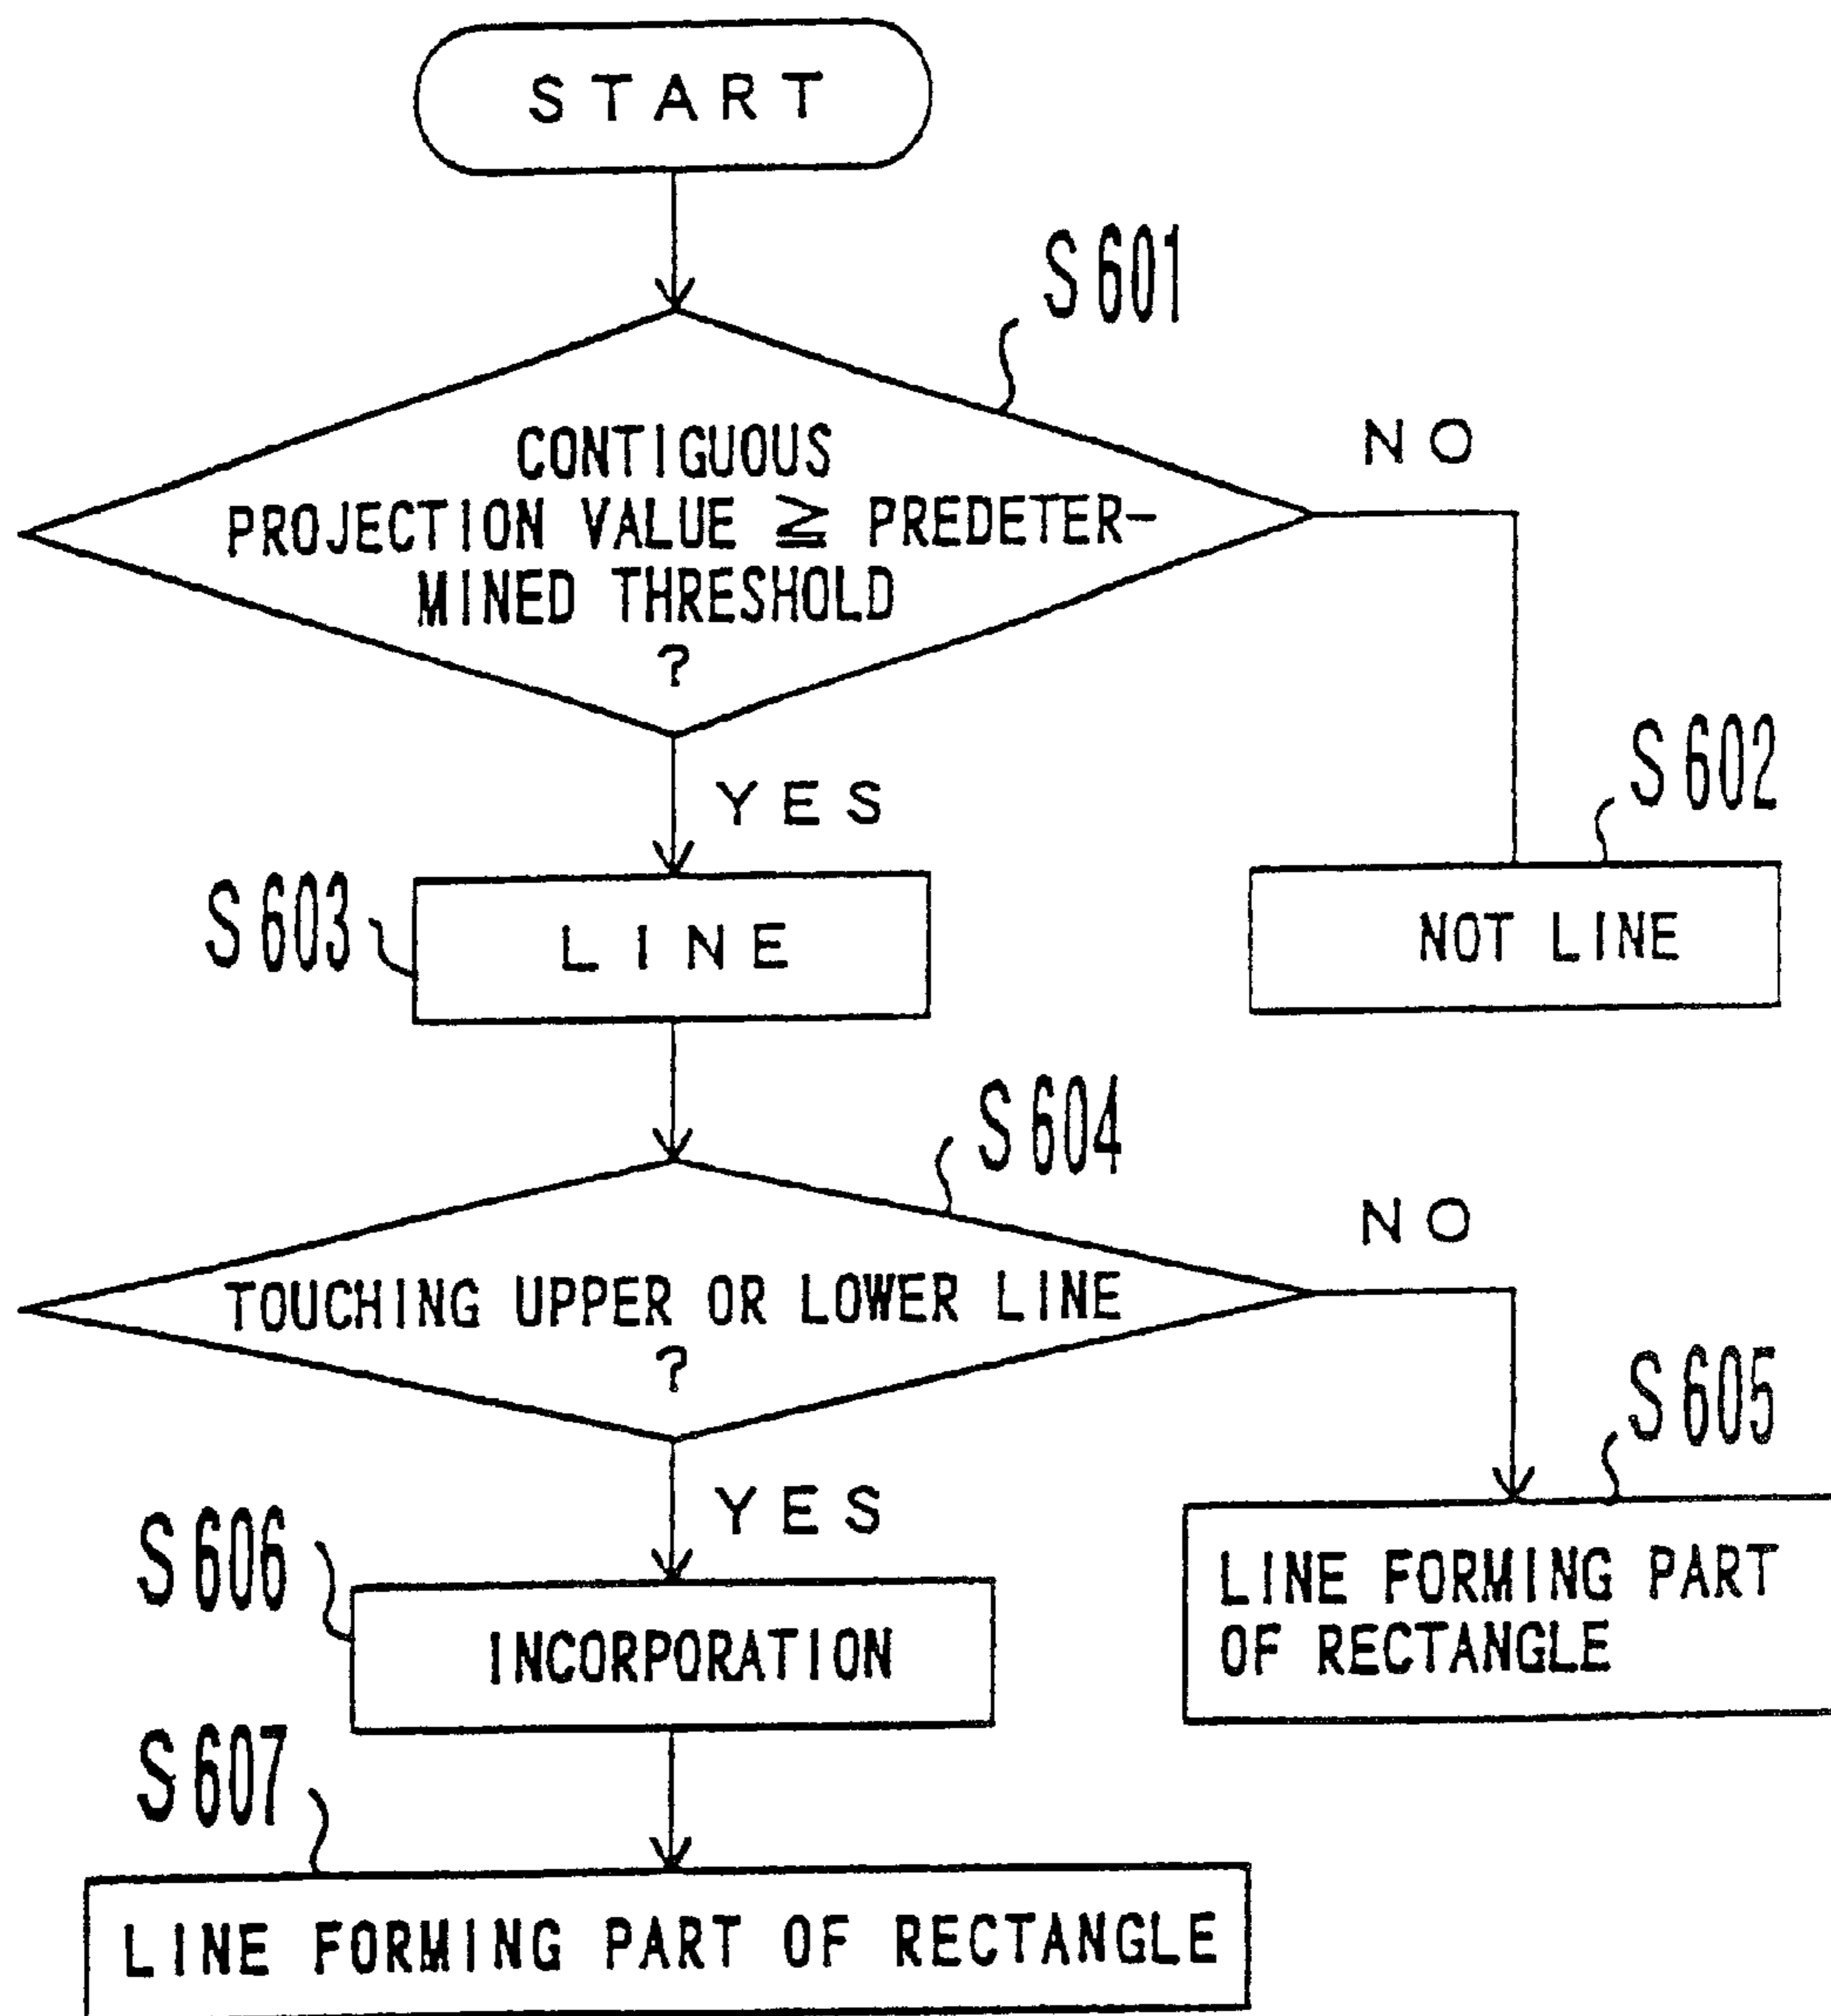 START
S601
CONTIGUOUS
PROJECTION VALUE ≧ PREDETER-
MINED THRESHOLD
?
NO
YES
S602
NOT LINE
S603
LINE
S604
TOUCHING UPPER OR LOWER LINE
?
NO
YES
S605
LINE FORMING PART
OF RECTANGLE
S606
INCORPORATION
S607
LINE FORMING PART OF RECTANGLE